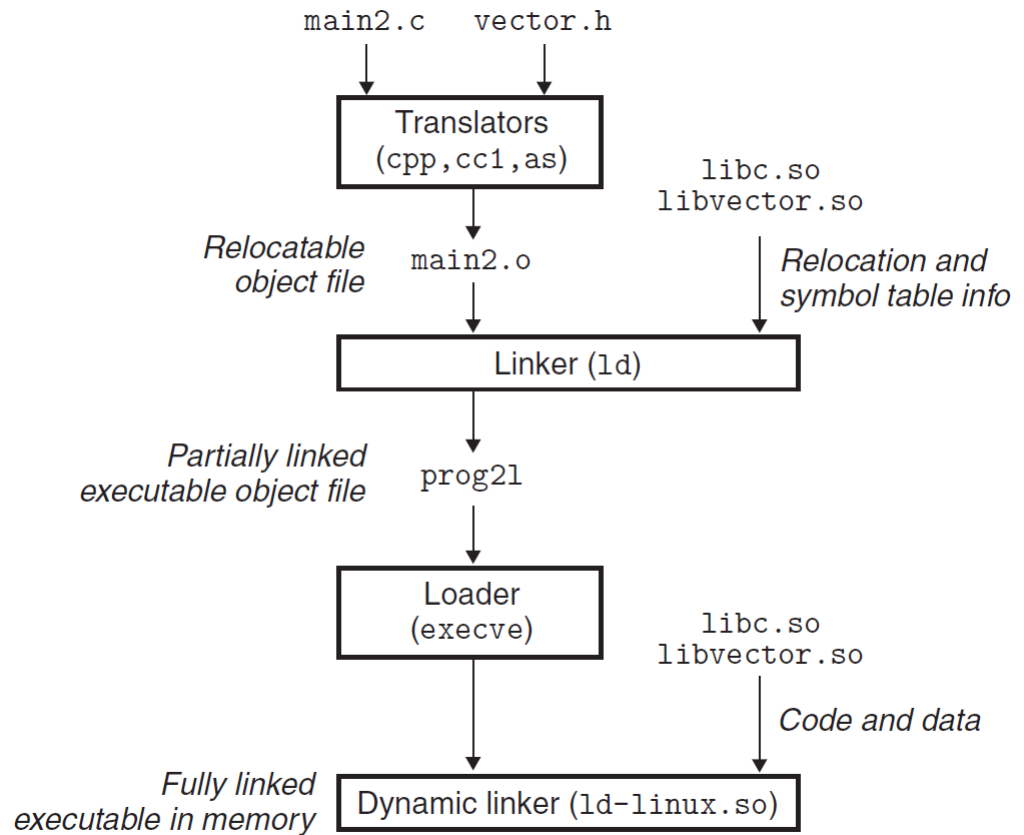 main2.c vector.h
Translators
(cpp,cc1,as)
libc.so
libvector.so
Relocatable
object file
main2.o
Relocation and
symbol table info
Linker (ld)
Partially linked
executable object file
prog2l
Loader
(execve)
libc.so
libvector.so
Code and data
Fully linked
executable in memory
Dynamic linker (ld-linux.so)